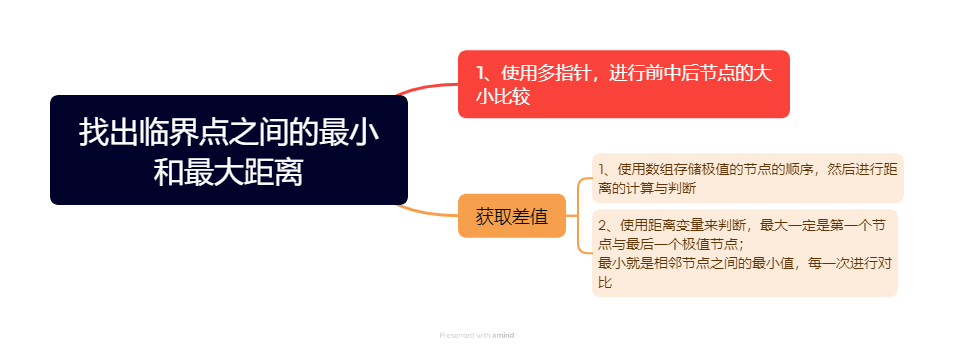 找出临界点之间的最小
和最大距离
1、使用多指针，进行前中后节点的大
小比较
获取差值
1、使用数组存储极值的节点的顺序，然后进行距
离的计算与判断
2、使用距离变量来判断，最大一定是第一个节
点与最后一个极值节点；
最小就是相邻节点之间的最小值，每一次进行对
比
Presented with xmind